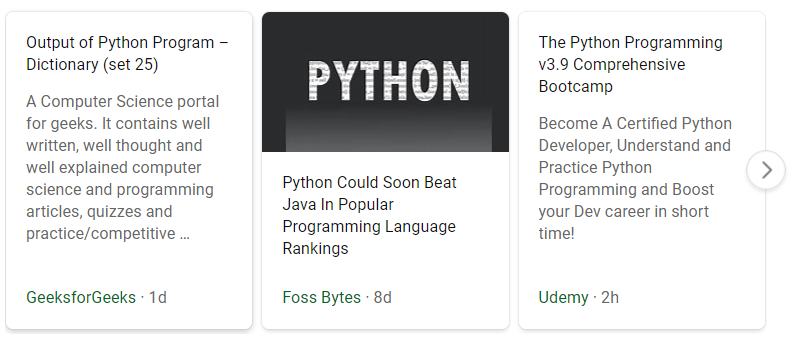 Output of Python Program –
Dictionary (set 25)
A Computer Science portal
for geeks. It contains well
written, well thought and
well explained computer
science and programming
articles, quizzes and
practice/competitive ...
GeeksforGeeks · 1d
PYTHON
Python Could Soon Beat
Java In Popular
Programming Language
Rankings
Foss Bytes · 8d
The Python Programming
v3.9 Comprehensive
Bootcamp
Become A Certified Python
Developer, Understand and
Practice Python
Programming and Boost
your Dev career in short
time!
Udemy · 2h